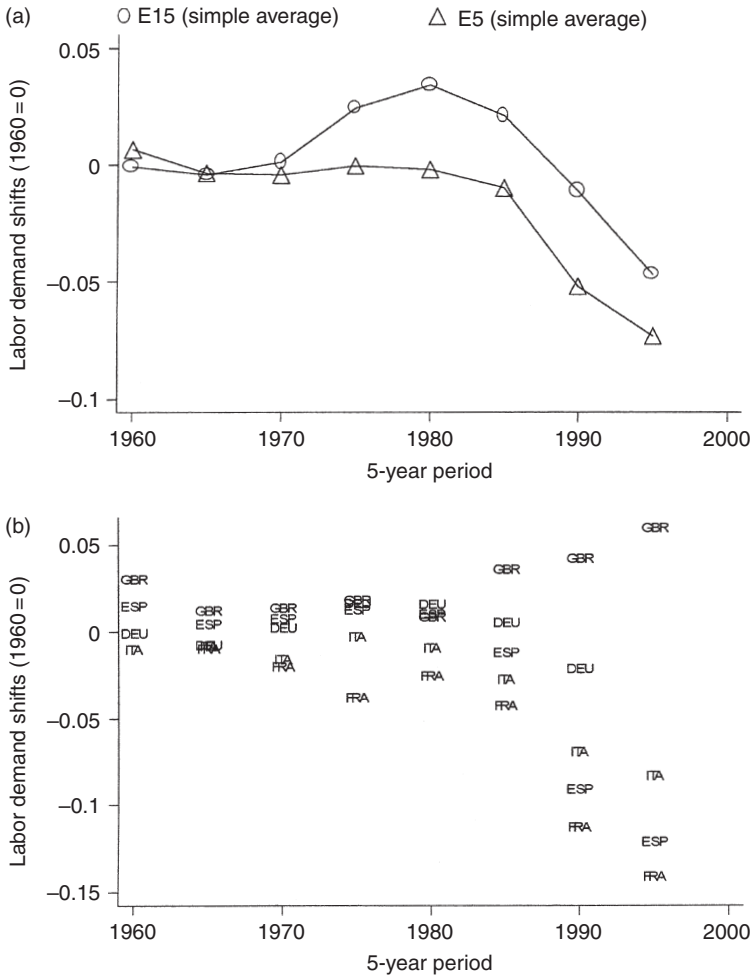 (a)
E15 (simple average) E5 (simple average)
Labor demand shifts (1960 = 0)
0.05
0
–0.05
–0.1
1960 1970 1980 1990 2000
5-year period
(b)
Labor demand shifts (1960 = 0)
0.05
0
–0.05
–0.1
–0.15
GBR
ESP
DEU
ITA
GBR
ESP
GBR
ESP
DEU
ITA
FRA
GBR
ESP
ITA
FRA
DEU
GBR
ITA
FRA
GBR
DEU
ESP
ITA
FRA
GBR
DEU
ITA
ESP
FRA
GBR
ITA
ESP
FRA
1960 1970 1980 1990 2000
5-year period